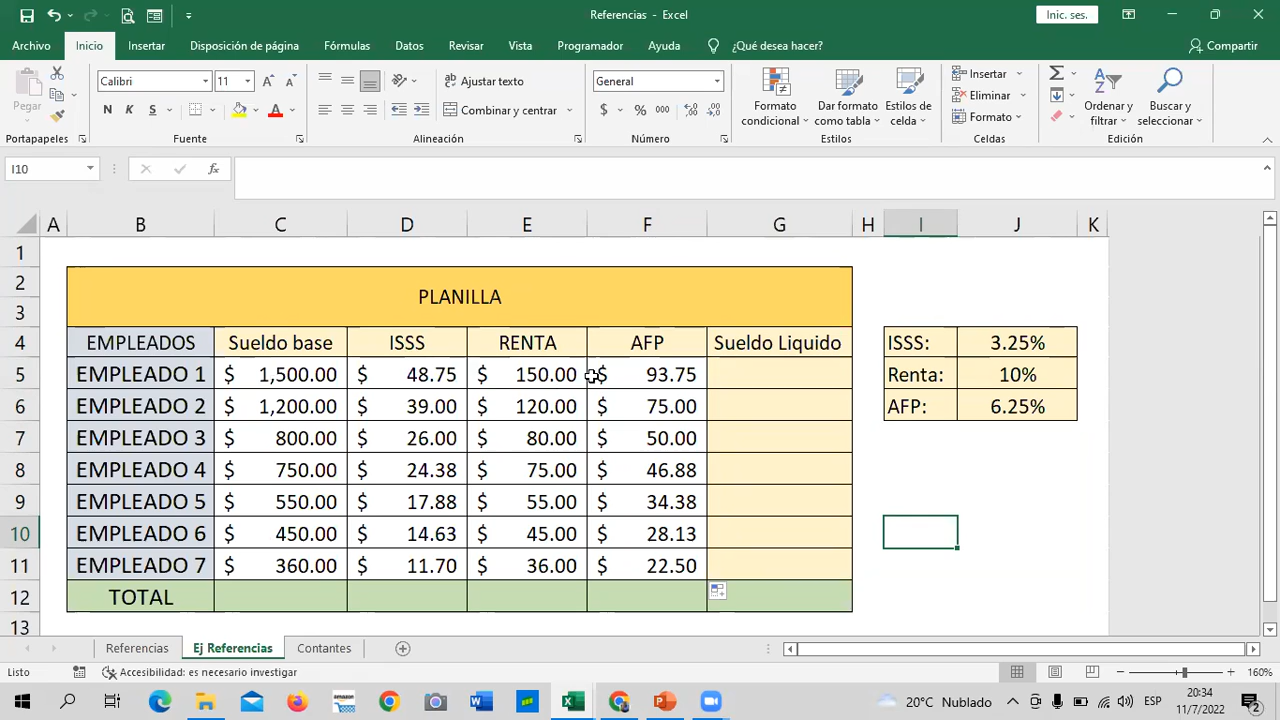 Referencias - Excel
Inic. ses.
Archivo Inicio Insertar Disposición de página Fórmulas Datos Revisar Vista Programador Ayuda ¿Qué desea hacer? Compartir
Pegar
Calibri 11
N K S
Ajustar texto
Combinar y centrar
General
$ % 000
Formato condicional
Dar formato como tabla
Estilos de celda
Insertar
Eliminar
Formato
Ordenar y filtrar
Buscar y seleccionar
Portapapeles Fuente Alineación Número Estilos Celdas Edición
I10 fx
A B C D E F G H I J K
1
2
PLANILLA
3
4 EMPLEADOS Sueldo base ISSS RENTA AFP Sueldo Liquido ISSS: 3.25%
5 EMPLEADO 1 $ 1,500.00 $ 48.75 $ 150.00 $ 93.75 Renta: 10%
6 EMPLEADO 2 $ 1,200.00 $ 39.00 $ 120.00 $ 75.00 AFP: 6.25%
7 EMPLEADO 3 $ 800.00 $ 26.00 $ 80.00 $ 50.00
8 EMPLEADO 4 $ 750.00 $ 24.38 $ 75.00 $ 46.88
9 EMPLEADO 5 $ 550.00 $ 17.88 $ 55.00 $ 34.38
10 EMPLEADO 6 $ 450.00 $ 14.63 $ 45.00 $ 28.13
11 EMPLEADO 7 $ 360.00 $ 11.70 $ 36.00 $ 22.50
12 TOTAL
13
Referencias Ej Referencias Contantes
Listo Accesibilidad: es necesario investigar 160%
20°C Nublado ESP 20:34
11/7/2022